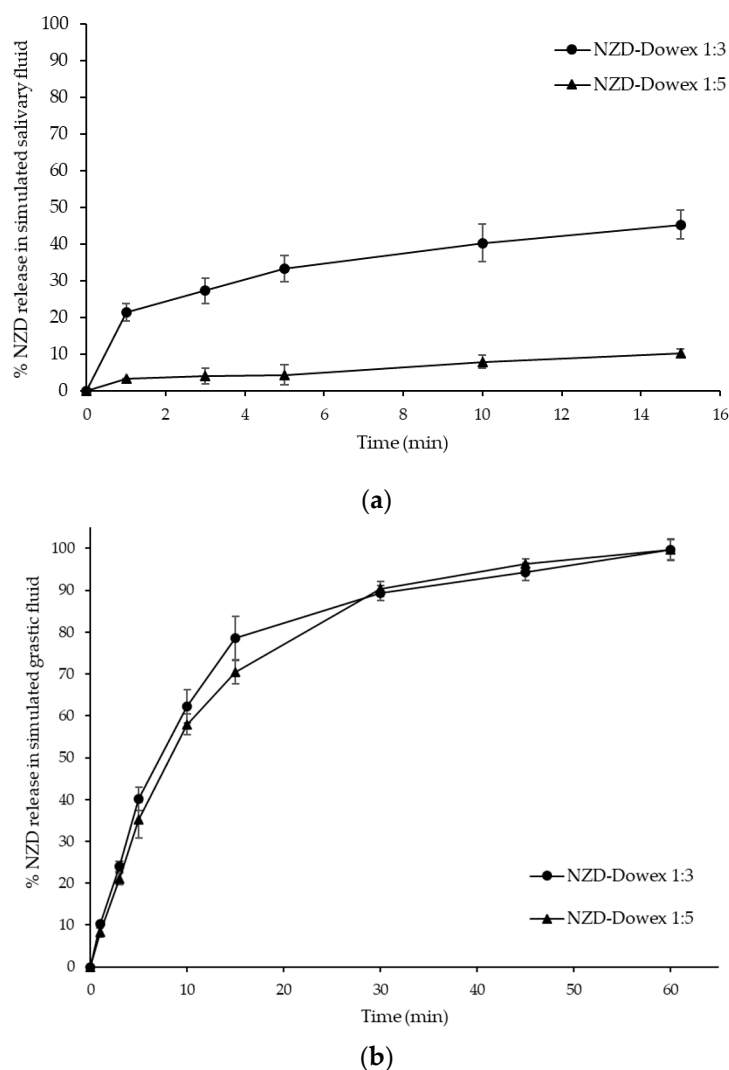 100
90
80
70
60
50
40
30
20
10
0
% NZD release in simulated salivary fluid
NZD-Dowex 1:3
NZD-Dowex 1:5
0 2 4 6 8 10 12 14 16
Time (min)
(a)
100
90
80
70
60
50
40
30
20
10
0
% NZD release in simulated grastic fluid
NZD-Dowex 1:3
NZD-Dowex 1:5
0 10 20 30 40 50 60
Time (min)
(b)